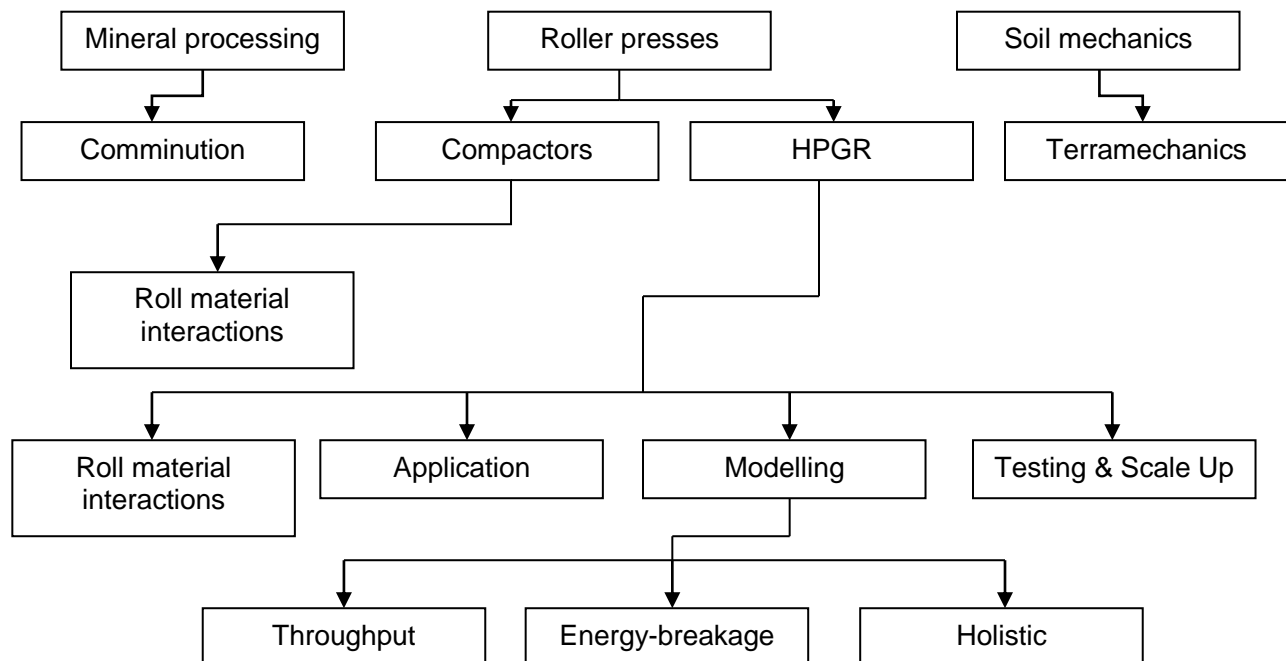 Mineral processing
Roller presses
Soil mechanics
Comminution
Compactors
HPGR
Terramechanics
Roll material
interactions
Roll material
interactions
Application
Modelling
Testing & Scale Up
Throughput
Energy-breakage
Holistic